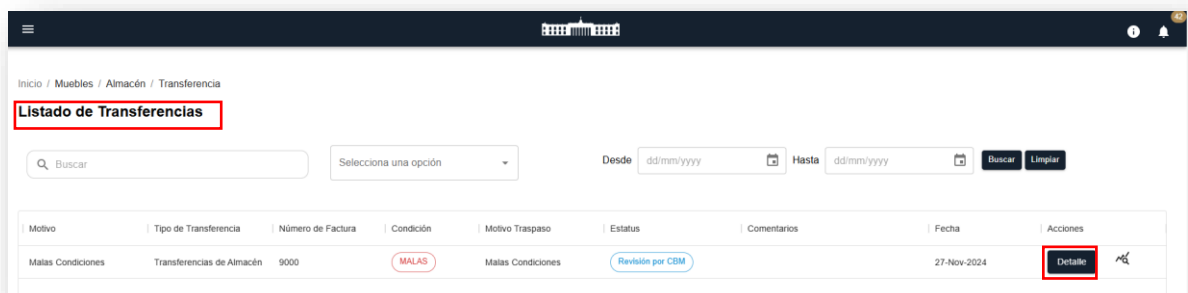 42
Inicio / Muebles / Almacén / Transferencia
Listado de Transferencias
Buscar Selecciona una opción Desde dd/mm/yyyy Hasta dd/mm/yyyy Buscar Limpiar
Motivo Tipo de Transferencia Número de Factura Condición Motivo Traspaso Estatus Comentarios Fecha Acciones
Malas Condiciones Transferencias de Almacén 9000 MALAS Malas Condiciones Revisión por CBM 27-Nov-2024 Detalle